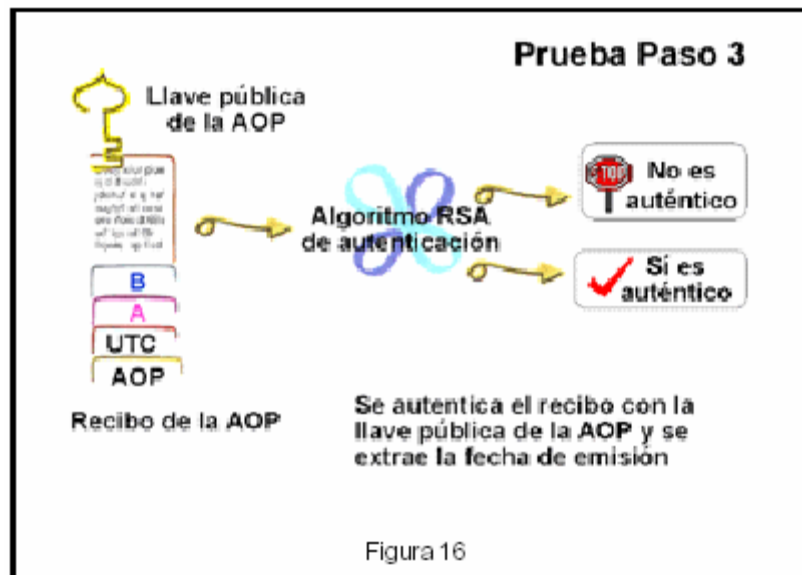 Prueba Paso 3
Llave pública
de la AOP
Algoritmo RSA
de autenticación
STOP
No es
auténtico
Sí es
auténtico
B
A
UTC
AOP
Recibo de la AOP
Se autentica el recibo con la
llave pública de la AOP y se
extrae la fecha de emisión
Figura 16